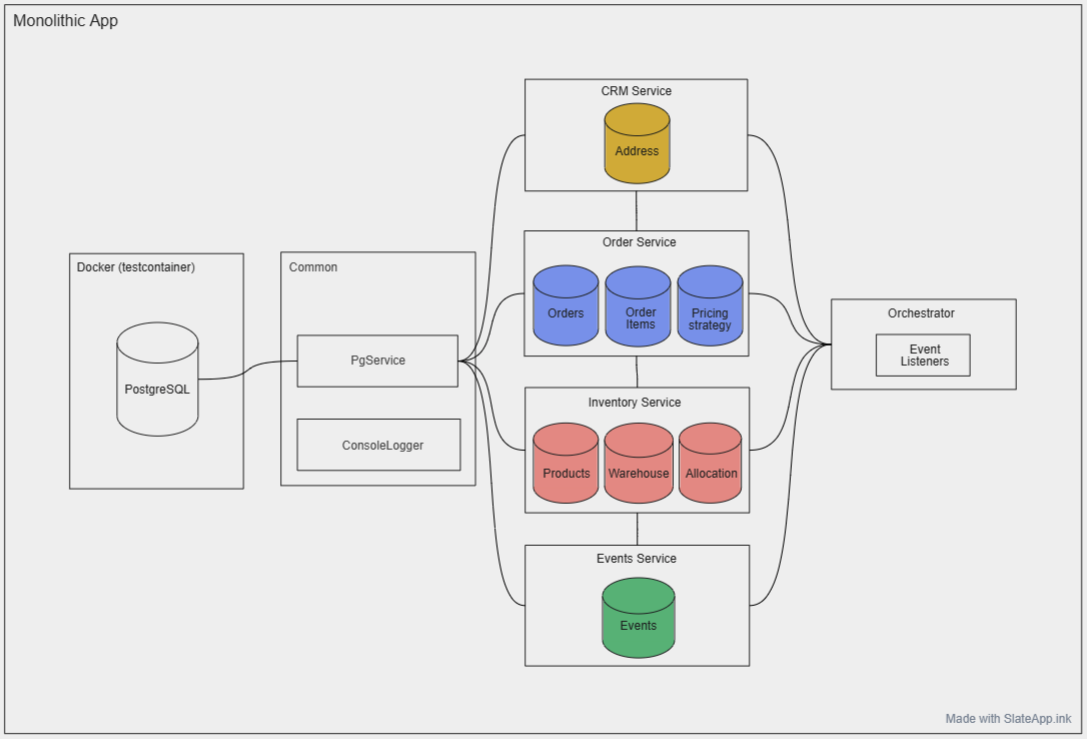 Monolithic App
CRM Service
Address
Order Service
Orders
Order
Items
Pricing
strategy
Docker (testcontainer)
PostgreSQL
Common
PgService
ConsoleLogger
Orchestrator
Event
Listeners
Inventory Service
Products
Warehouse
Allocation
Events Service
Events
Made with SlateApp.ink